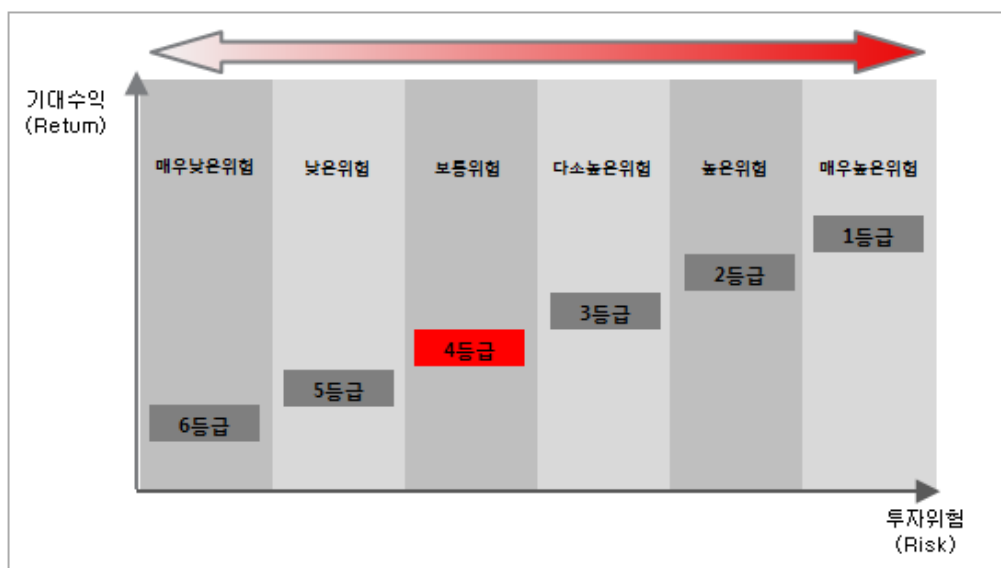 기대수익
(Return)
매우낮은위험
낮은위험
보통위험
다소높은위험
높은위험
매우높은위험
1등급
2등급
3등급
4등급
5등급
6등급
투자위험
(Risk)